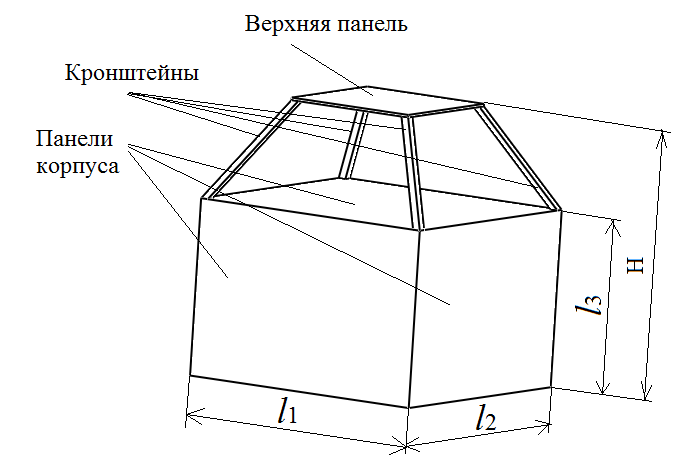 Верхняя панель
Кронштейны
Панели
корпуса
H
l3
l1
l2